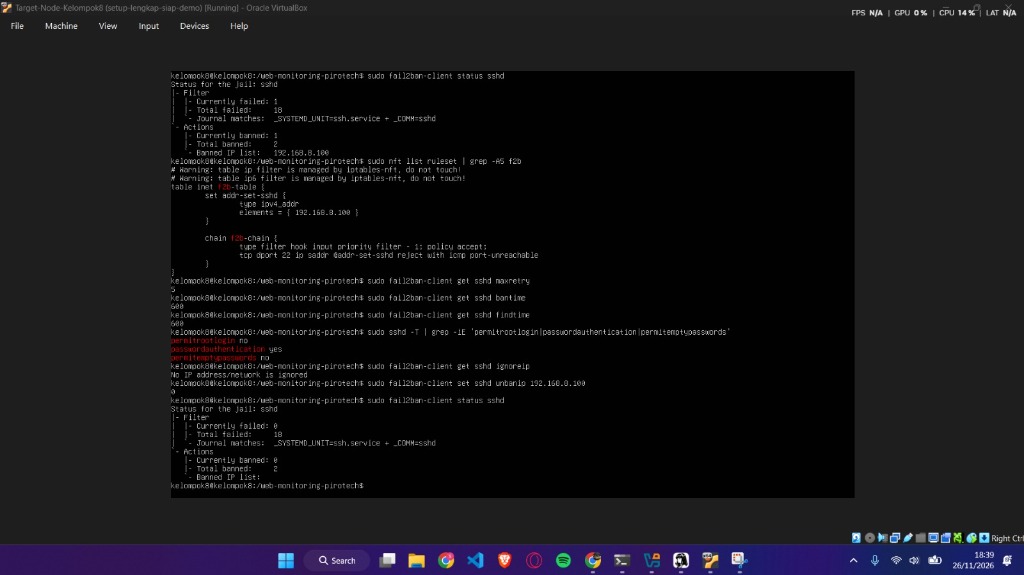 Target-Node-Kelompok8 (setup-lengkap-siap-demo) [Running] - Oracle VirtualBox
FPS N/A | GPU 0% | CPU 14% | LAT N/A
File Machine View Input Devices Help
kelompok8@kelompok8:/web-monitoring-pirotech$ sudo fail2ban-client status sshd
Status for the jail: sshd
|- Filter
|  |- Currently failed: 1
|  |- Total failed:     18
|  `- Journal matches:  _SYSTEMD_UNIT=ssh.service + _COMM=sshd
`- Actions
   |- Currently banned: 1
   |- Total banned:     2
   `- Banned IP list:   192.168.8.100
kelompok8@kelompok8:/web-monitoring-pirotech$ sudo nft list ruleset | grep -A5 f2b
# Warning: table ip filter is managed by iptables-nft, do not touch!
# Warning: table ip6 filter is managed by iptables-nft, do not touch!
table inet f2b-table {
        set addr-set-sshd {
                type ipv4_addr
                elements = { 192.168.8.100 }
        }

        chain f2b-chain {
                type filter hook input priority filter - 1; policy accept;
                tcp dport 22 ip saddr @addr-set-sshd reject with icmp port-unreachable
        }
}
kelompok8@kelompok8:/web-monitoring-pirotech$ sudo fail2ban-client get sshd maxretry
5
kelompok8@kelompok8:/web-monitoring-pirotech$ sudo fail2ban-client get sshd bantime
600
kelompok8@kelompok8:/web-monitoring-pirotech$ sudo fail2ban-client get sshd findtime
600
kelompok8@kelompok8:/web-monitoring-pirotech$ sudo sshd -T | grep -iE 'permitrootlogin|passwordauthentication|permitemptypasswords'
permitrootlogin no
passwordauthentication yes
permitemptypasswords no
kelompok8@kelompok8:/web-monitoring-pirotech$ sudo fail2ban-client get sshd ignoreip
No IP address/network is ignored
kelompok8@kelompok8:/web-monitoring-pirotech$ sudo fail2ban-client set sshd unbanip 192.168.8.100
0
kelompok8@kelompok8:/web-monitoring-pirotech$ sudo fail2ban-client status sshd
Status for the jail: sshd
|- Filter
|  |- Currently failed: 0
|  |- Total failed:     18
|  `- Journal matches:  _SYSTEMD_UNIT=ssh.service + _COMM=sshd
`- Actions
   |- Currently banned: 0
   |- Total banned:     2
   `- Banned IP list:
kelompok8@kelompok8:/web-monitoring-pirotech$
Right Ctrl
Search
18:39
26/11/2026